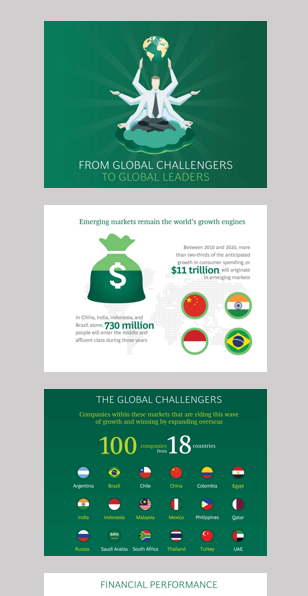 FROM GLOBAL CHALLENGERS
TO GLOBAL LEADERS
Emerging markets remain the world's growth engines
$
Between 2010 and 2020, more
than two-thirds of the anticipated
growth in consumer spending, or
$11 trillion, will originate
in emerging markets
In China, India, Indonesia, and
Brazil alone, 730 million
people will enter the middle and
affluent class during those years
THE GLOBAL CHALLENGERS
Companies within these markets that are riding this wave
of growth and winning by expanding overseas
100 companies from 18 countries
Argentina Brazil Chile China Colombia Egypt
India Indonesia Malaysia Mexico Philippines Qatar
Russia Saudi Arabia South Africa Thailand Turkey UAE
FINANCIAL PERFORMANCE